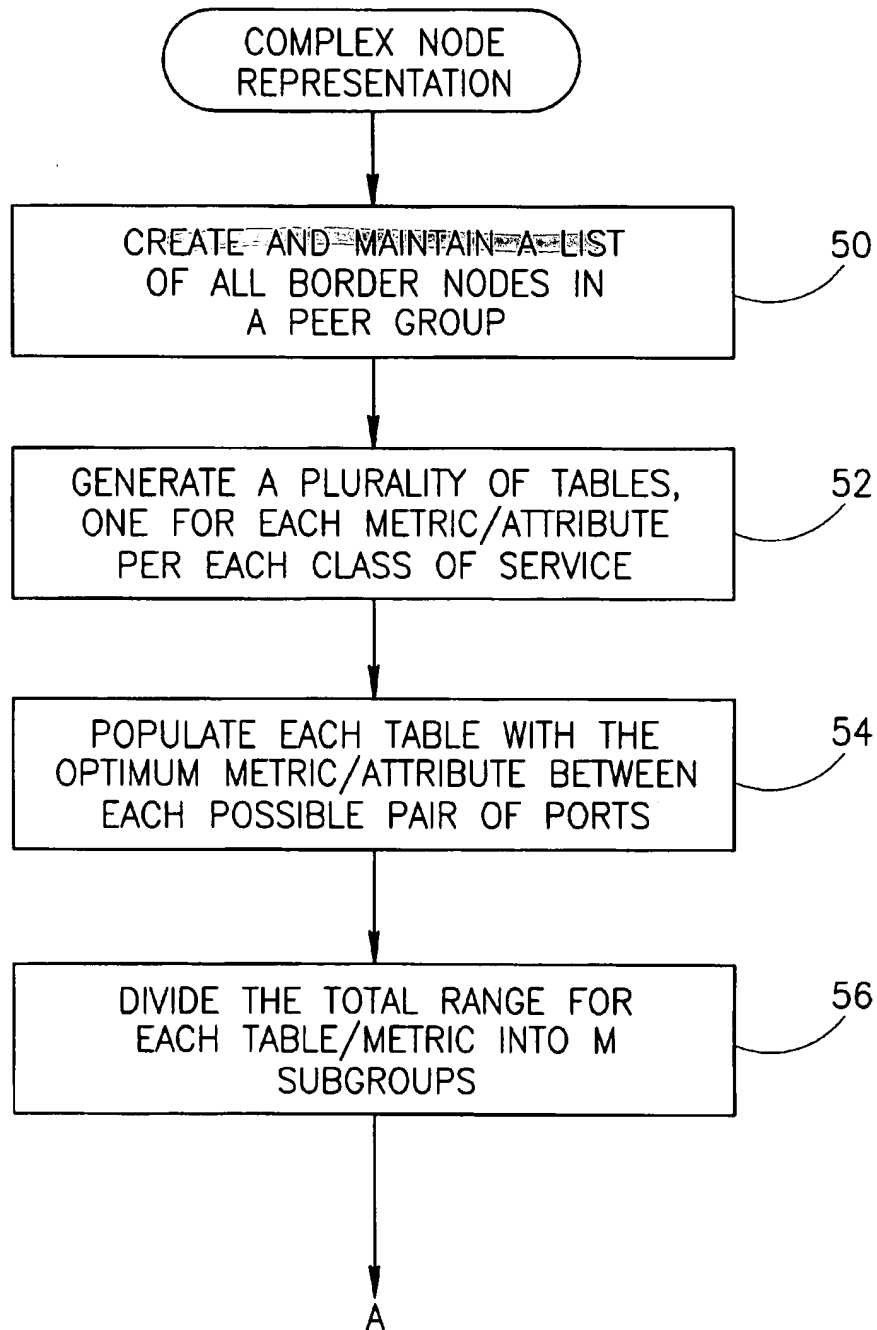 COMPLEX NODE
REPRESENTATION
CREATE AND MAINTAIN A LIST
OF ALL BORDER NODES IN
A PEER GROUP
50
GENERATE A PLURALITY OF TABLES,
ONE FOR EACH METRIC/ATTRIBUTE
PER EACH CLASS OF SERVICE
52
POPULATE EACH TABLE WITH THE
OPTIMUM METRIC/ATTRIBUTE BETWEEN
EACH POSSIBLE PAIR OF PORTS
54
DIVIDE THE TOTAL RANGE FOR
EACH TABLE/METRIC INTO M
SUBGROUPS
56
A